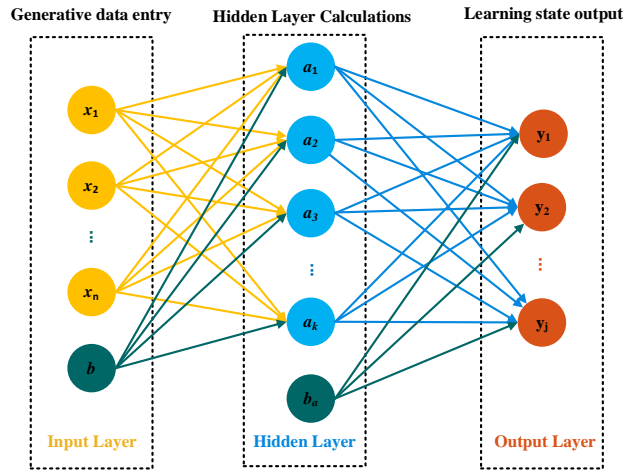 Generative data entry
Hidden Layer Calculations
Learning state output
x1
x2
...
xn
b
Input Layer
a1
a2
a3
...
ak
ba
Hidden Layer
y1
y2
...
yj
Output Layer